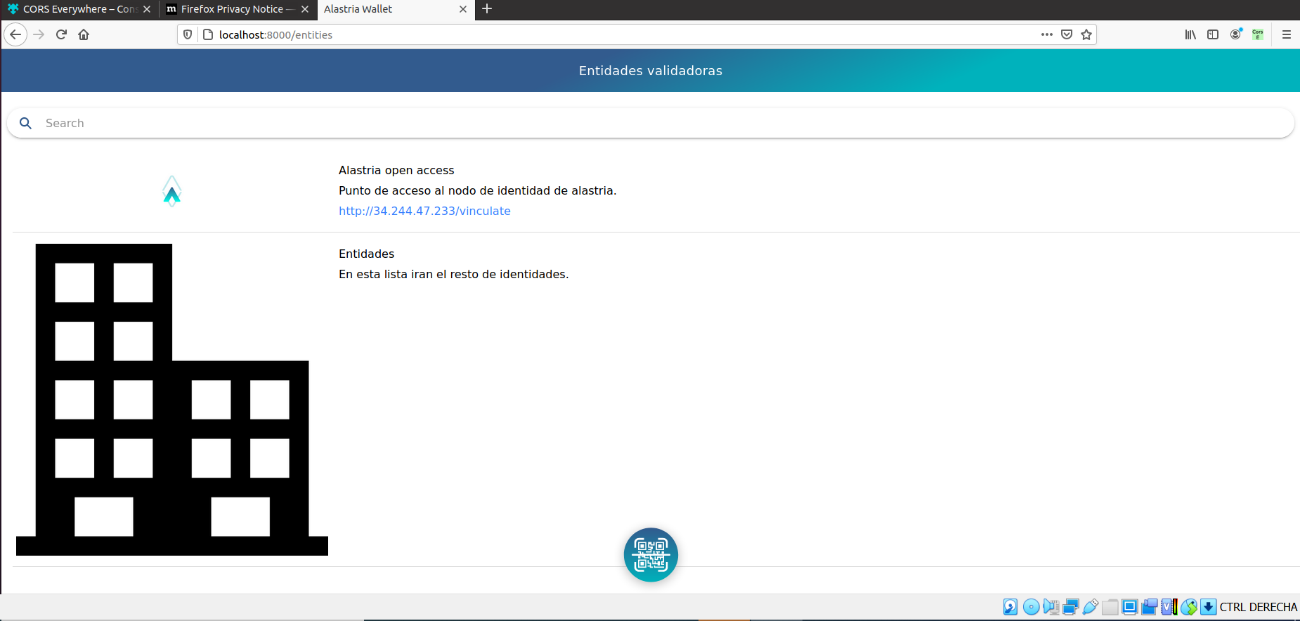 CORS Everywhere – Con
Firefox Privacy Notice —
Alastria Wallet
localhost:8000/entities
Entidades validadoras
Search
Alastria open access
Punto de acceso al nodo de identidad de alastria.
http://34.244.47.233/vinculate
Entidades
En esta lista iran el resto de identidades.
CTRL DERECHA